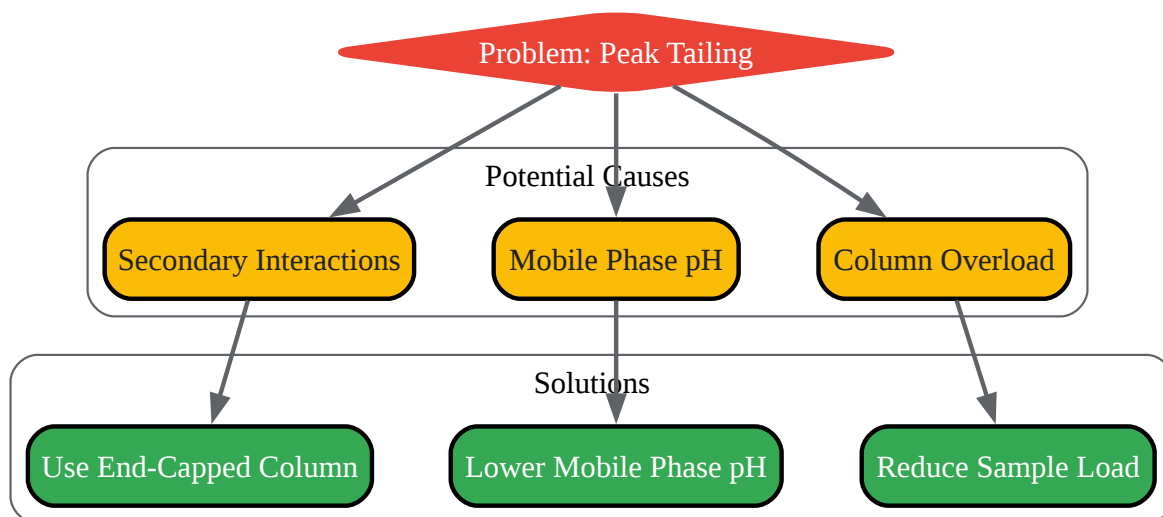 Problem: Peak Tailing
Potential Causes
Secondary Interactions
Mobile Phase pH
Column Overload
Solutions
Use End-Capped Column
Lower Mobile Phase pH
Reduce Sample Load